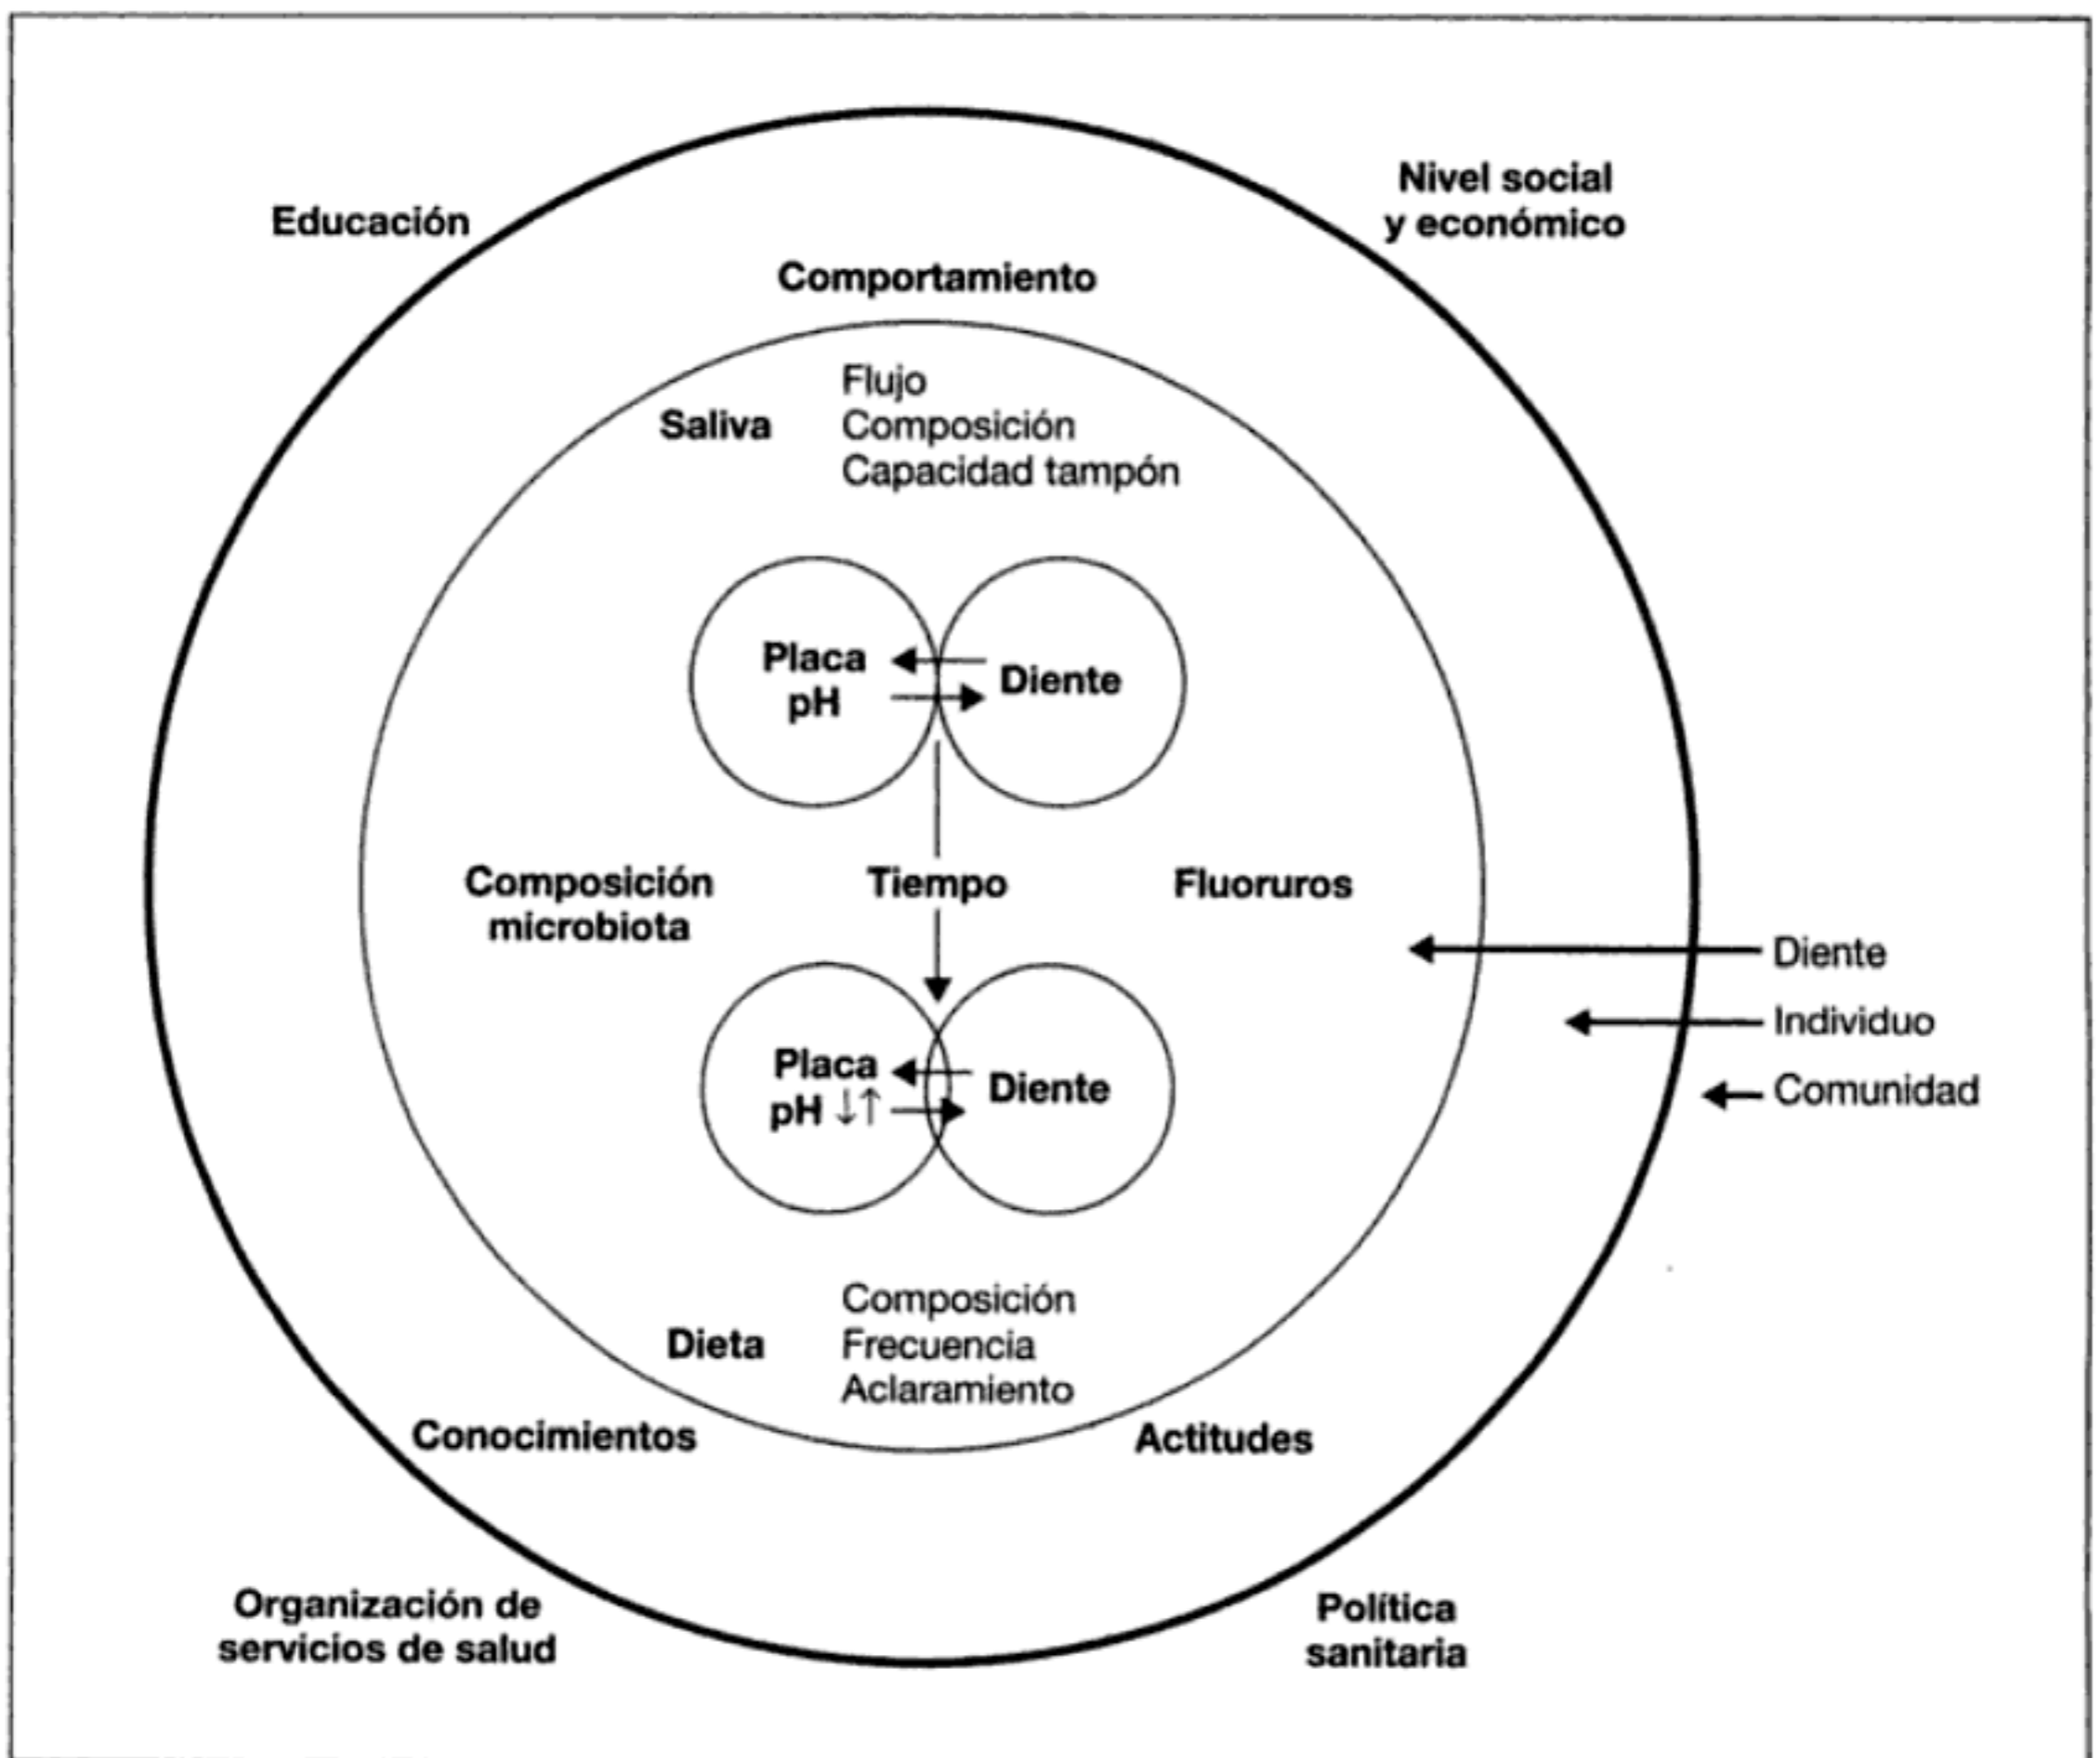 Educación
Nivel social
y económico
Comportamiento
Saliva
Flujo
Composición
Capacidad tampón
Placa
pH
Diente
Composición
microbiota
Tiempo
Fluoruros
Diente
Individuo
Comunidad
Placa
pH ↓↑
Diente
Dieta
Composición
Frecuencia
Aclaramiento
Conocimientos
Actitudes
Organización de
servicios de salud
Política
sanitaria